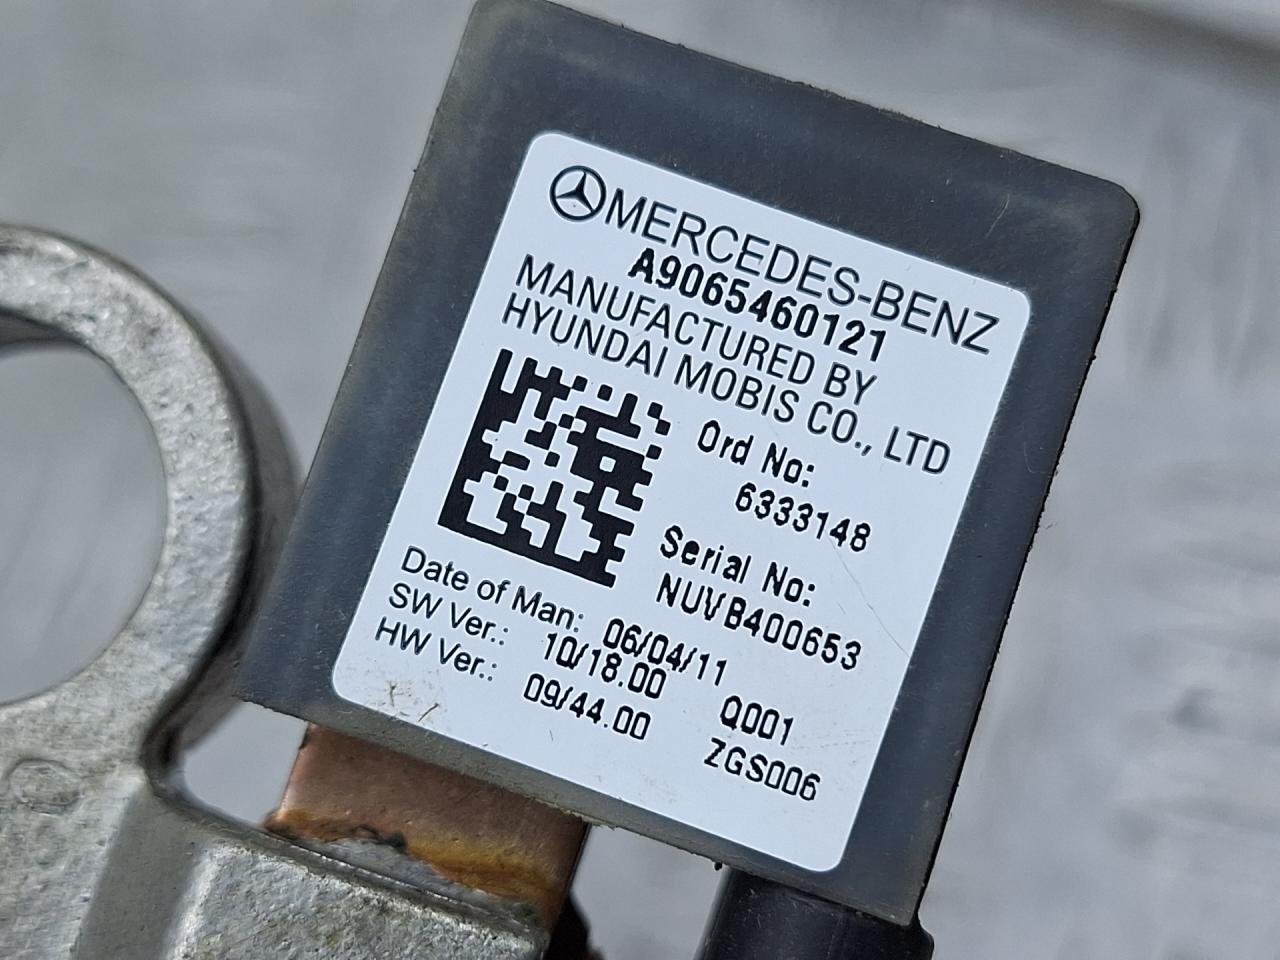 MERCEDES-BENZ
A9065460121
MANUFACTURED BY
HYUNDAI MOBIS CO., LTD
Ord No:
6333148
Serial No:
NUVB400653
Date of Man: 06/04/11
SW Ver.: 10/18.00 Q001
HW Ver.: 09/44.00 ZGS006